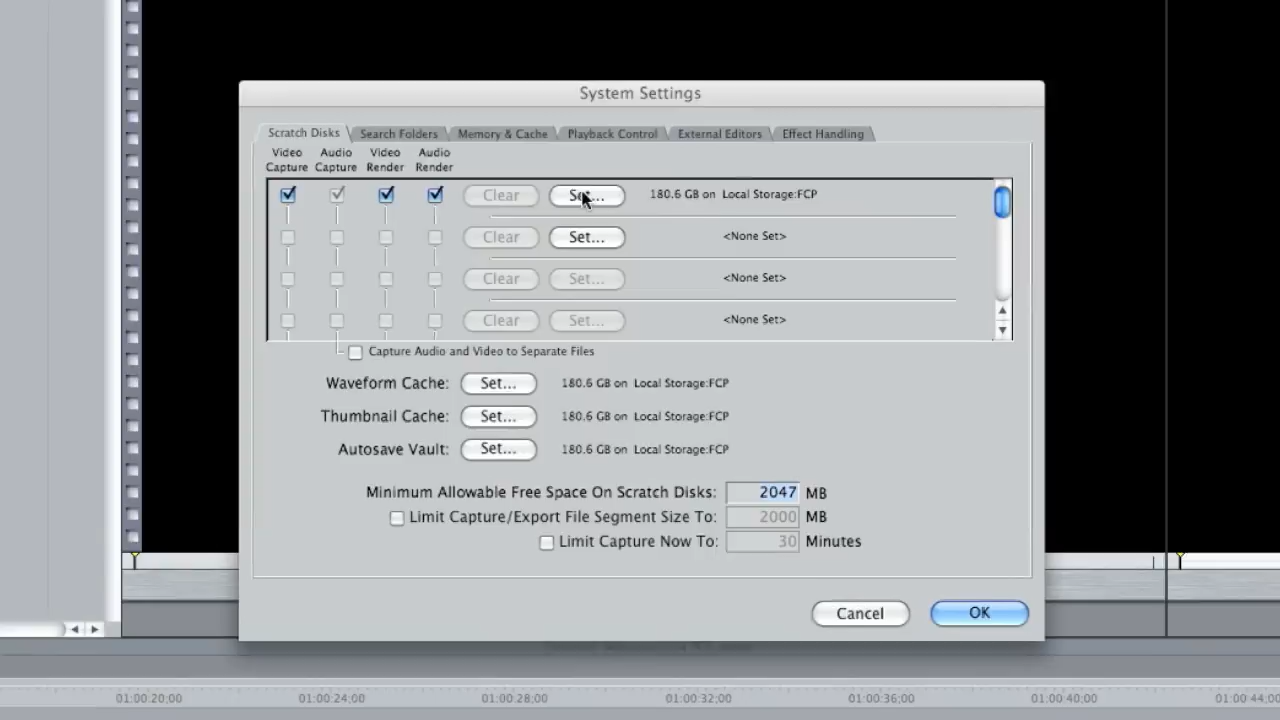 System Settings
Scratch Disks Search Folders Memory & Cache Playback Control External Editors Effect Handling
Video Audio Video Audio
Capture Capture Render Render
Clear Set... 180.6 GB on Local Storage:FCP
Clear Set... <None Set>
Clear Set... <None Set>
Clear Set... <None Set>
Capture Audio and Video to Separate Files
Waveform Cache: Set... 180.6 GB on Local Storage:FCP
Thumbnail Cache: Set... 180.6 GB on Local Storage:FCP
Autosave Vault: Set... 180.6 GB on Local Storage:FCP
Minimum Allowable Free Space On Scratch Disks: 2047 MB
Limit Capture/Export File Segment Size To: 2000 MB
Limit Capture Now To: 30 Minutes
Cancel OK
01:00:20;00 01:00:24;00 01:00:28;00 01:00:32;00 01:00:36;00 01:00:40;00 01:00:44;00